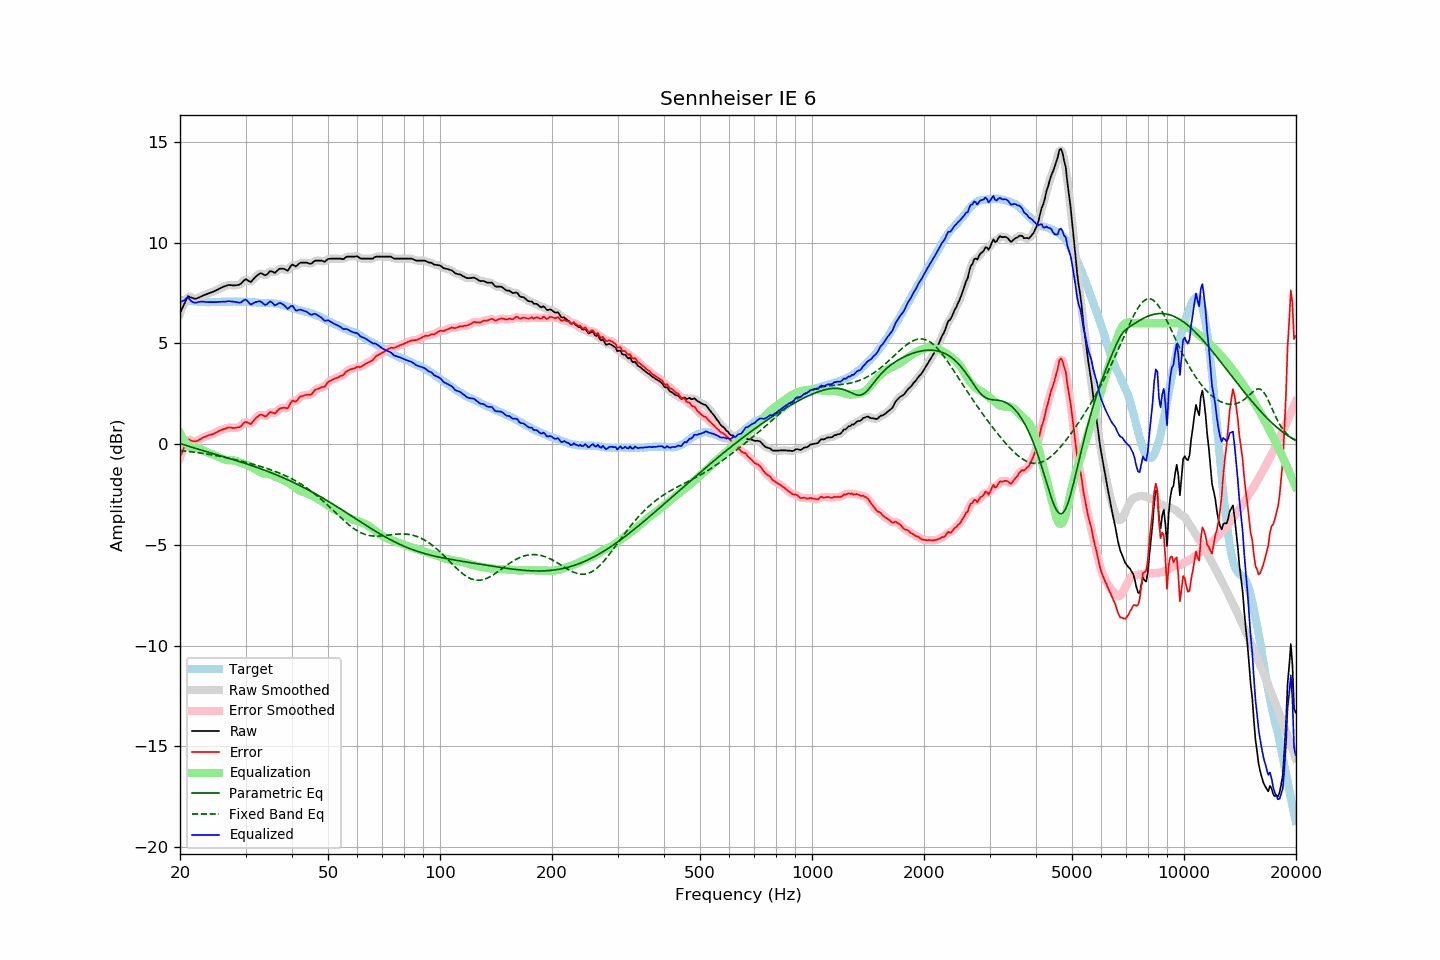 Sennheiser IE 6
Amplitude (dBr)
15
10
5
0
−5
−10
−15
−20
Target
Raw Smoothed
Error Smoothed
Raw
Error
Equalization
Parametric Eq
Fixed Band Eq
Equalized
20 50 100 200 500 1000 2000 5000 10000 20000
Frequency (Hz)